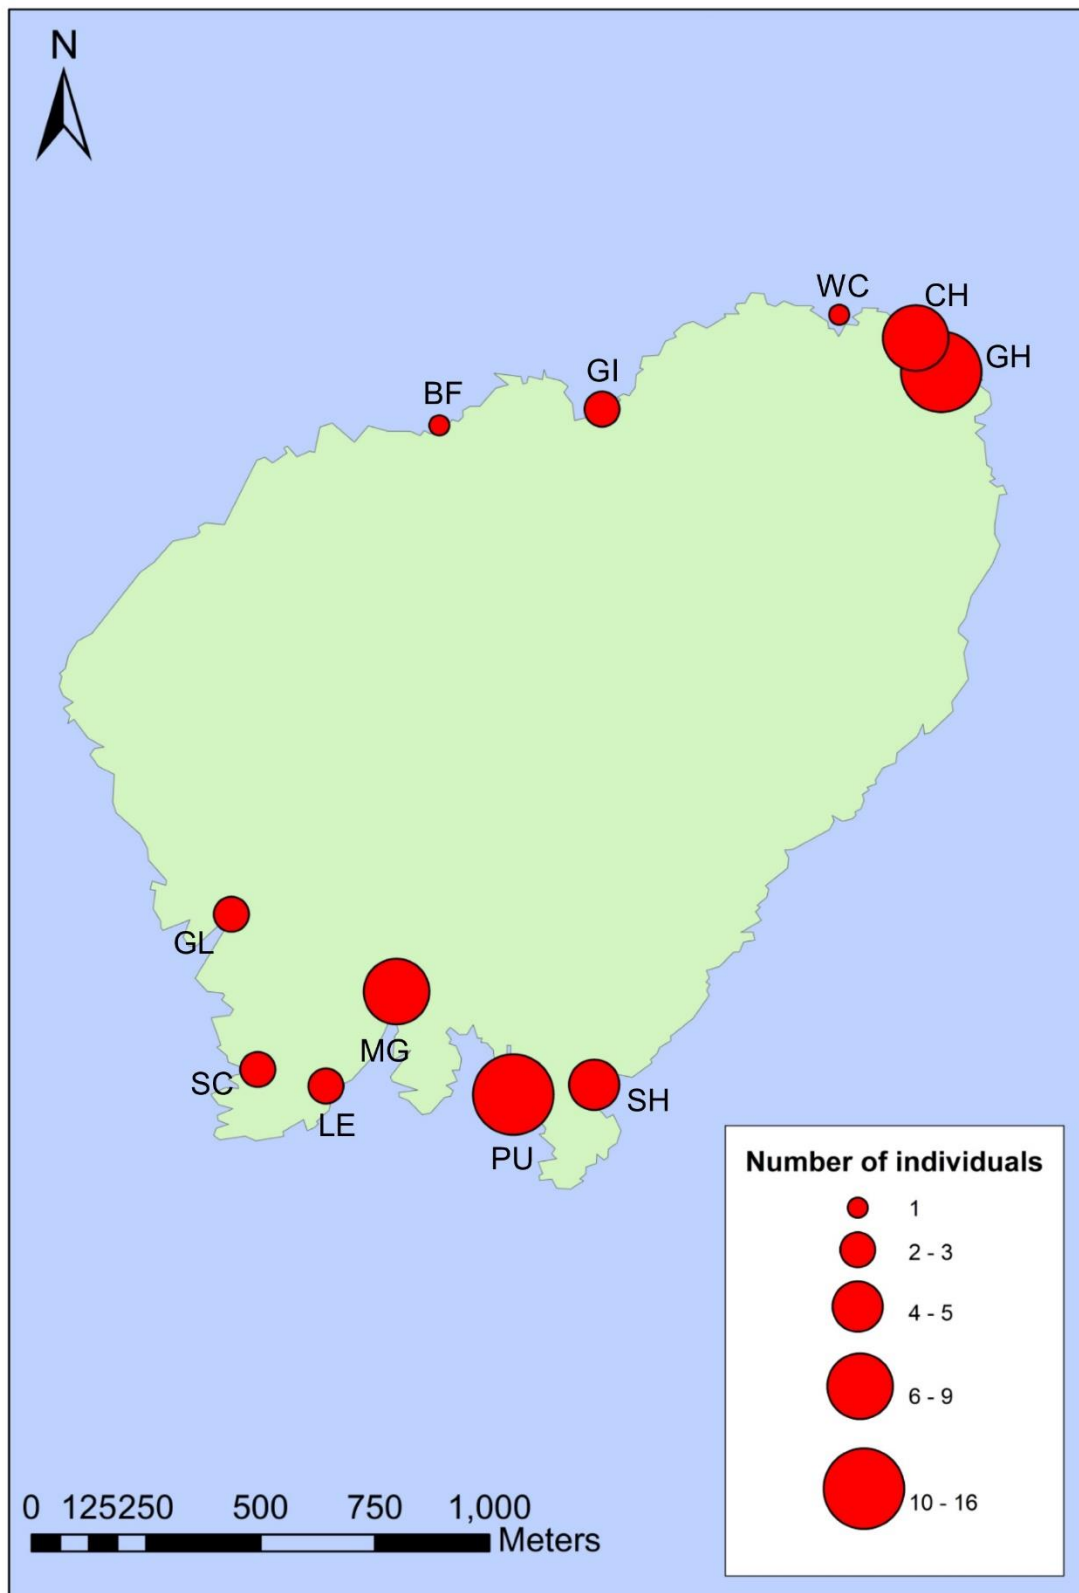 N
WC
CH
GH
GI
BF
GL
MG
SC
LE
SH
PU
Number of individuals
1
2 - 3
4 - 5
6 - 9
10 - 16
0 125250 500 750 1,000
Meters